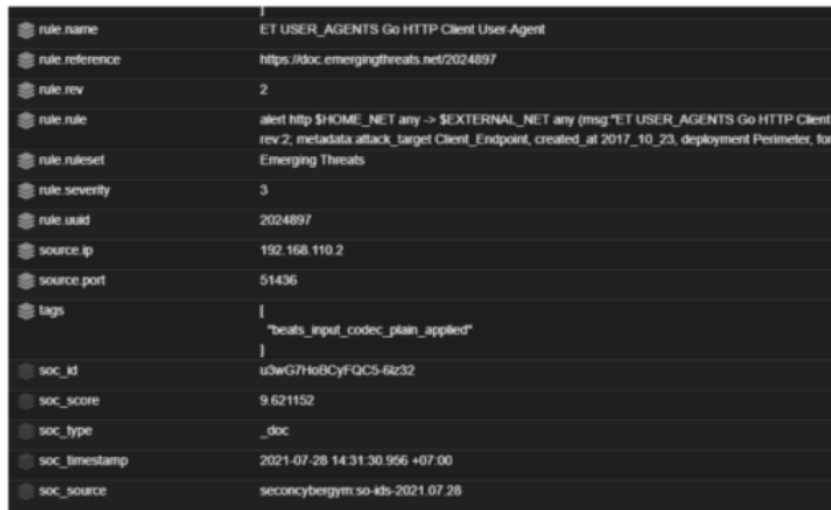 ]
rule.name ET USER_AGENTS Go HTTP Client User-Agent
rule.reference https://doc.emergingthreats.net/2024897
rule.rev 2
rule.rule alert http $HOME_NET any -> $EXTERNAL_NET any (msg:"ET USER_AGENTS Go HTTP Client
rev:2; metadata:attack_target Client_Endpoint, created_at 2017_10_23, deployment Perimeter, for
rule.ruleset Emerging Threats
rule.severity 3
rule.uuid 2024897
source.ip 192.168.110.2
source.port 51436
tags [
"beats_input_codec_plain_applied"
]
soc_id u3wG7HoBCyFQC5-6lz32
soc_score 9.621152
soc_type _doc
soc_timestamp 2021-07-28 14:31:30.956 +07:00
soc_source seconcybergym:so-ids-2021.07.28